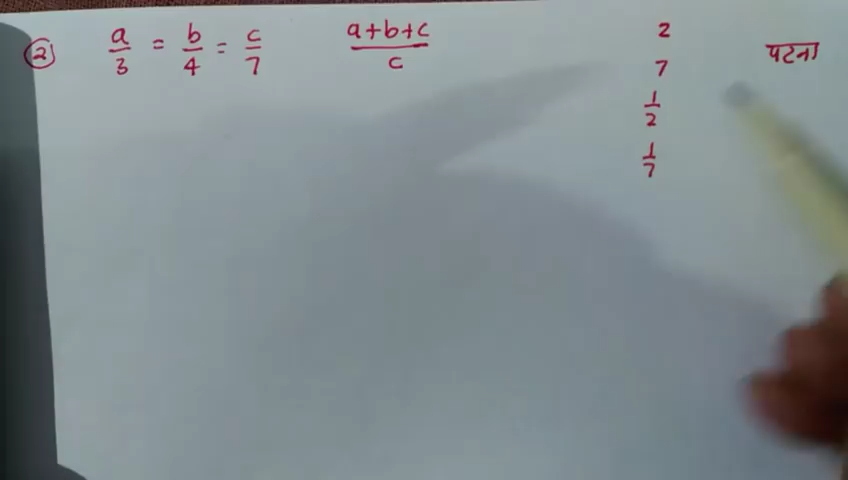 ② a/3 = b/4 = c/7
(a+b+c)/c
2
7
1/2
1/7
पटना